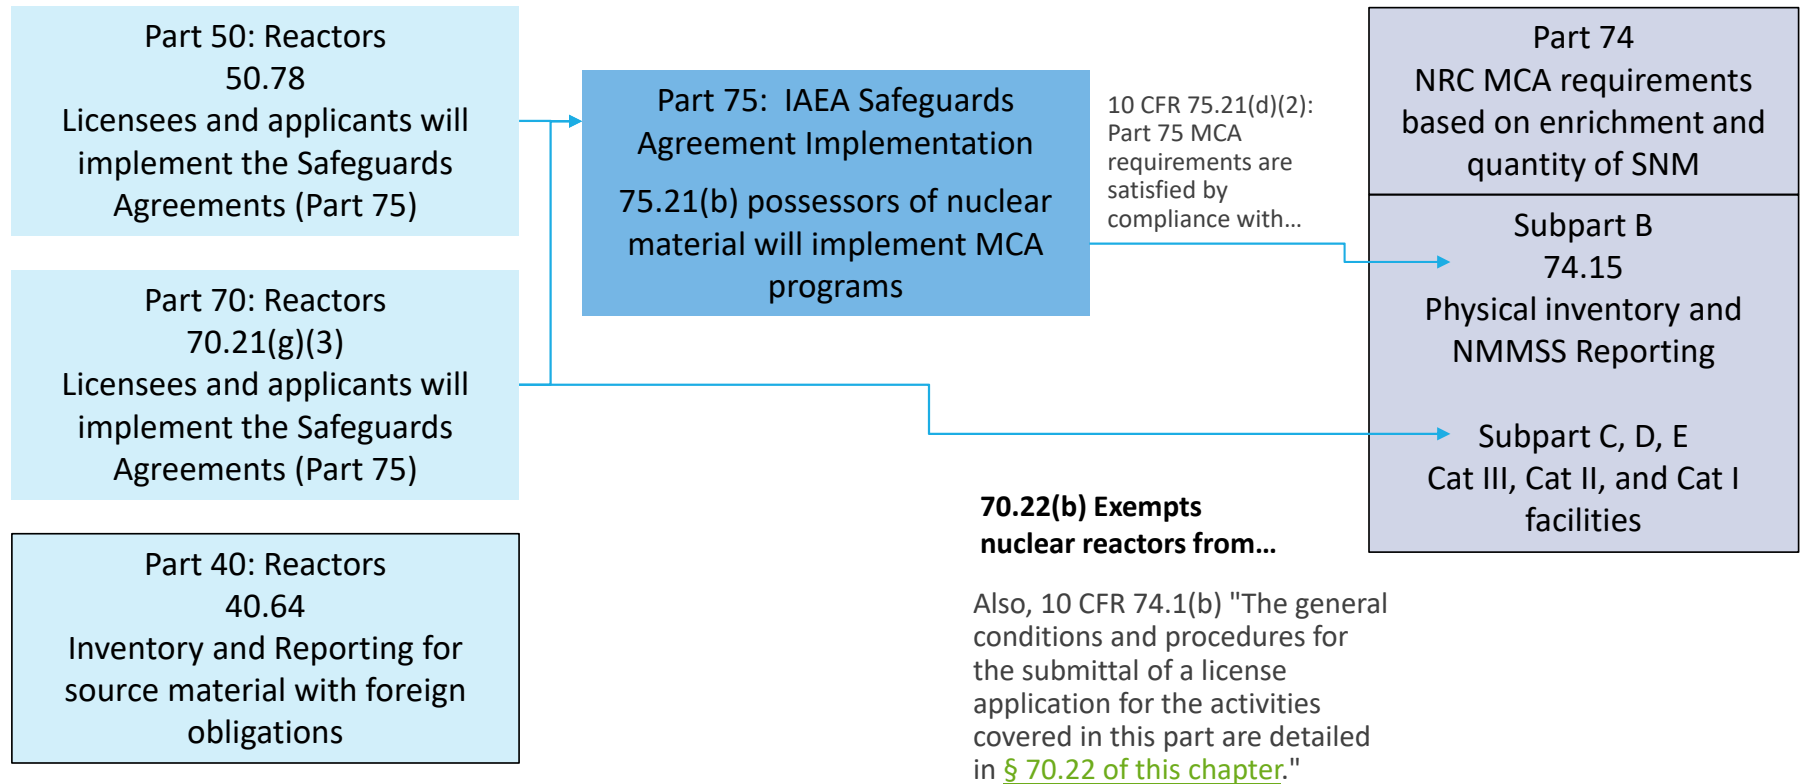 Part 50: Reactors
50.78
Licensees and applicants will
implement the Safeguards
Agreements (Part 75)
Part 70: Reactors
70.21(g)(3)
Licensees and applicants will
implement the Safeguards
Agreements (Part 75)
Part 40: Reactors
40.64
Inventory and Reporting for
source material with foreign
obligations
Part 75:  IAEA Safeguards
Agreement Implementation
75.21(b) possessors of nuclear
material will implement MCA
programs
10 CFR 75.21(d)(2):
Part 75 MCA
requirements are
satisfied by
compliance with…
70.22(b) Exempts
nuclear reactors from…
Also, 10 CFR 74.1(b) "The general
conditions and procedures for
the submittal of a license
application for the activities
covered in this part are detailed
in § 70.22 of this chapter."
Part 74
NRC MCA requirements
based on enrichment and
quantity of SNM
Subpart B
74.15
Physical inventory and
NMMSS Reporting
Subpart C, D, E
Cat III, Cat II, and Cat I
facilities